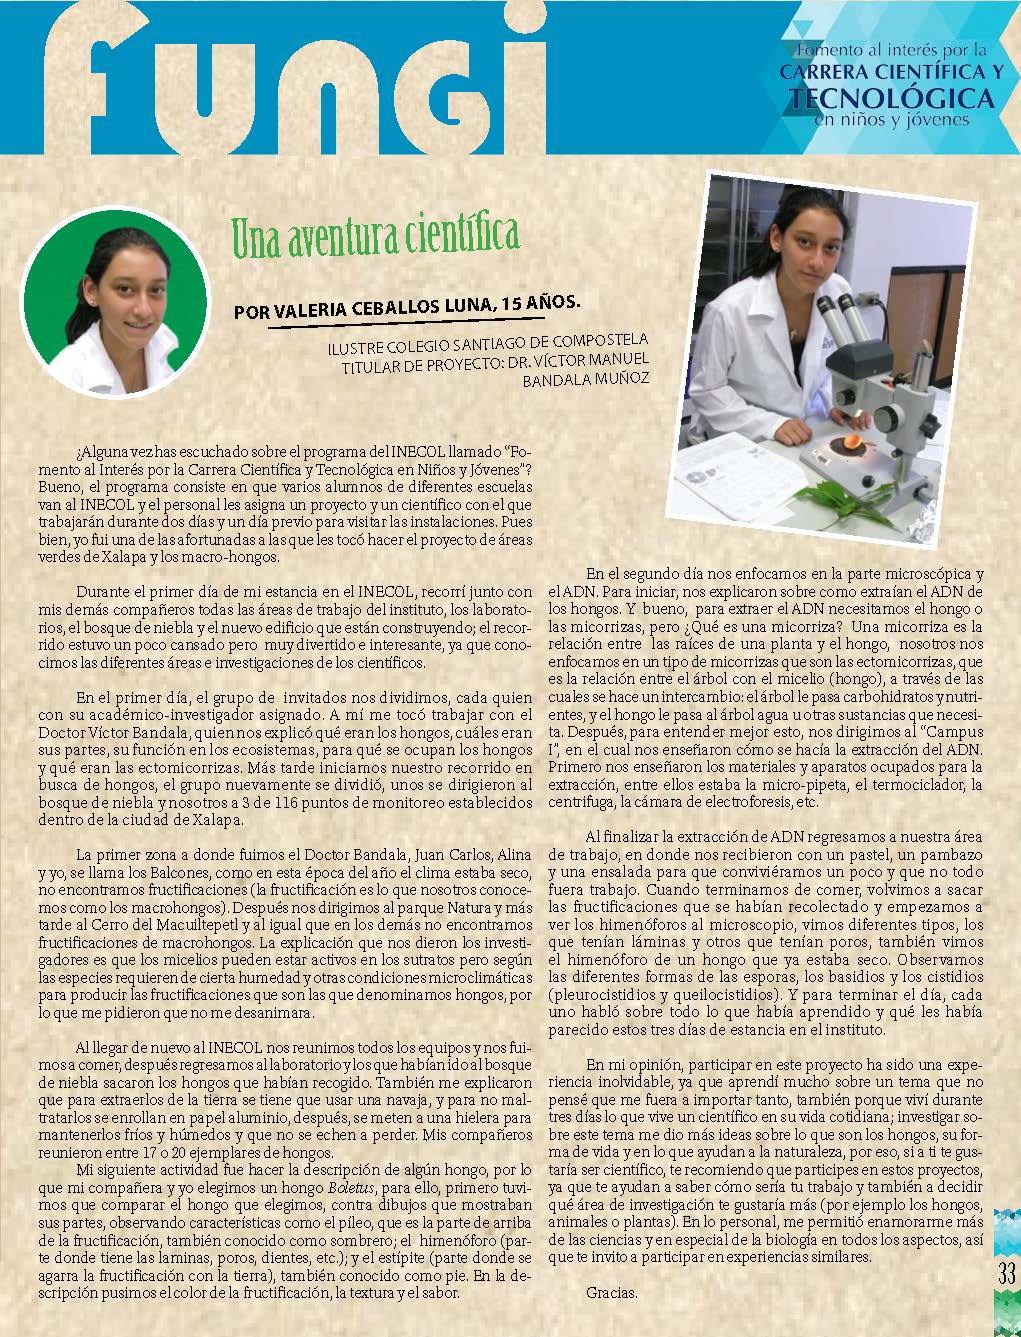 fungi
Fomento al interés por la
CARRERA CIENTÍFICA Y
TECNOLÓGICA
en niños y jóvenes
Una aventura científica
POR VALERIA CEBALLOS LUNA, 15 AÑOS.
ILUSTRE COLEGIO SANTIAGO DE COMPOSTELA
TITULAR DE PROYECTO: DR. VÍCTOR MANUEL
BANDALA MUÑOZ
¿Alguna vez has escuchado sobre el programa del INECOL llamado “Fo-
mento al Interés por la Carrera Científica y Tecnológica en Niños y Jóvenes”?
Bueno, el programa consiste en que varios alumnos de diferentes escuelas
van al INECOL y el personal les asigna un proyecto y un científico con el que
trabajarán durante dos días y un día previo para visitar las instalaciones. Pues
bien, yo fui una de las afortunadas a las que les tocó hacer el proyecto de áreas
verdes de Xalapa y los macro-hongos.
Durante el primer día de mi estancia en el INECOL, recorrí junto con
mis demás compañeros todas las áreas de trabajo del instituto, los laborato-
rios, el bosque de niebla y el nuevo edificio que están construyendo; el recor-
rido estuvo un poco cansado pero muy divertido e interesante, ya que cono-
cimos las diferentes áreas e investigaciones de los científicos.
En el primer día, el grupo de invitados nos dividimos, cada quien
con su académico-investigador asignado. A mí me tocó trabajar con el
Doctor Víctor Bandala, quien nos explicó qué eran los hongos, cuáles eran
sus partes, su función en los ecosistemas, para qué se ocupan los hongos
y qué eran las ectomicorrizas. Más tarde iniciamos nuestro recorrido en
busca de hongos, el grupo nuevamente se dividió, unos se dirigieron al
bosque de niebla y nosotros a 3 de 116 puntos de monitoreo establecidos
dentro de la ciudad de Xalapa.
La primer zona a donde fuimos el Doctor Bandala, Juan Carlos, Alina
y yo, se llama los Balcones, como en esta época del año el clima estaba seco,
no encontramos fructificaciones (la fructificación es lo que nosotros conoce-
mos como los macrohongos). Después nos dirigimos al parque Natura y más
tarde al Cerro del Macuiltepetl y al igual que en los demás no encontramos
fructificaciones de macrohongos. La explicación que nos dieron los investi-
gadores es que los micelios pueden estar activos en los sutratos pero según
las especies requieren de cierta humedad y otras condiciones microclimáticas
para producir las fructificaciones que son las que denominamos hongos, por
lo que me pidieron que no me desanimara.
Al llegar de nuevo al INECOL nos reunimos todos los equipos y nos fui-
mos a comer, después regresamos al laboratorio y los que habían ido al bosque
de niebla sacaron los hongos que habían recogido. También me explicaron
que para extraerlos de la tierra se tiene que usar una navaja, y para no mal-
tratarlos se enrollan en papel aluminio, después, se meten a una hielera para
mantenerlos fríos y húmedos y que no se echen a perder. Mis compañeros
reunieron entre 17 o 20 ejemplares de hongos.
Mi siguiente actividad fue hacer la descripción de algún hongo, por lo
que mi compañera y yo elegimos un hongo Boletus, para ello, primero tuvi-
mos que comparar el hongo que elegimos, contra dibujos que mostraban
sus partes, observando características como el píleo, que es la parte de arriba
de la fructificación, también conocido como sombrero; el himenóforo (par-
te donde tiene las laminas, poros, dientes, etc.); y el estípite (parte donde se
agarra la fructificación con la tierra), también conocido como pie. En la de-
scripción pusimos el color de la fructificación, la textura y el sabor.
En el segundo día nos enfocamos en la parte microscópica y
el ADN. Para iniciar, nos explicaron sobre como extraían el ADN de
los hongos. Y bueno, para extraer el ADN necesitamos el hongo o
las micorrizas, pero ¿Qué es una micorriza? Una micorriza es la
relación entre las raíces de una planta y el hongo, nosotros nos
enfocamos en un tipo de micorrizas que son las ectomicorrizas, que
es la relación entre el árbol con el micelio (hongo), a través de las
cuales se hace un intercambio: el árbol le pasa carbohidratos y nutri-
entes, y el hongo le pasa al árbol agua u otras sustancias que necesi-
ta. Después, para entender mejor esto, nos dirigimos al “Campus
I”, en el cual nos enseñaron cómo se hacía la extracción del ADN.
Primero nos enseñaron los materiales y aparatos ocupados para la
extracción, entre ellos estaba la micro-pipeta, el termociclador, la
centrifuga, la cámara de electroforesis, etc.
Al finalizar la extracción de ADN regresamos a nuestra área
de trabajo, en donde nos recibieron con un pastel, un pambazo
y una ensalada para que conviviéramos un poco y que no todo
fuera trabajo. Cuando terminamos de comer, volvimos a sacar
las fructificaciones que se habían recolectado y empezamos a
ver los himenóforos al microscopio, vimos diferentes tipos, los
que tenían láminas y otros que tenían poros, también vimos
el himenóforo de un hongo que ya estaba seco. Observamos
las diferentes formas de las esporas, los basidios y los cistidios
(pleurocistidios y queilocistidios). Y para terminar el día, cada
uno habló sobre todo lo que había aprendido y qué les había
parecido estos tres días de estancia en el instituto.
En mi opinión, participar en este proyecto ha sido una expe-
riencia inolvidable, ya que aprendí mucho sobre un tema que no
pensé que me fuera a importar tanto, también porque viví durante
tres días lo que vive un científico en su vida cotidiana; investigar so-
bre este tema me dio más ideas sobre lo que son los hongos, su for-
ma de vida y en lo que ayudan a la naturaleza, por eso, si a ti te gus-
taría ser científico, te recomiendo que participes en estos proyectos,
ya que te ayudan a saber cómo sería tu trabajo y también a decidir
qué área de investigación te gustaría más (por ejemplo los hongos,
animales o plantas). En lo personal, me permitió enamorarme más
de las ciencias y en especial de la biología en todos los aspectos, así
que te invito a participar en experiencias similares.
Gracias.
33